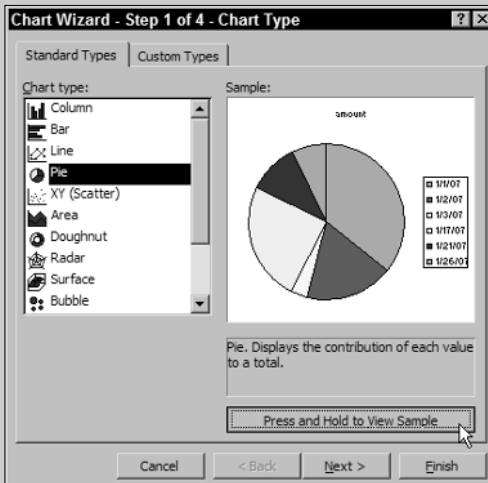 Chart Wizard - Step 1 of 4 - Chart Type
Standard Types
Custom Types
Chart type:
Column
Bar
Line
Pie
XY (Scatter)
Area
Doughnut
Radar
Surface
Bubble
Sample:
amount
1/1/07
1/2/07
1/3/07
1/17/07
1/21/07
1/26/07
Pie. Displays the contribution of each value
to a total.
Press and Hold to View Sample
Cancel
< Back
Next >
Finish